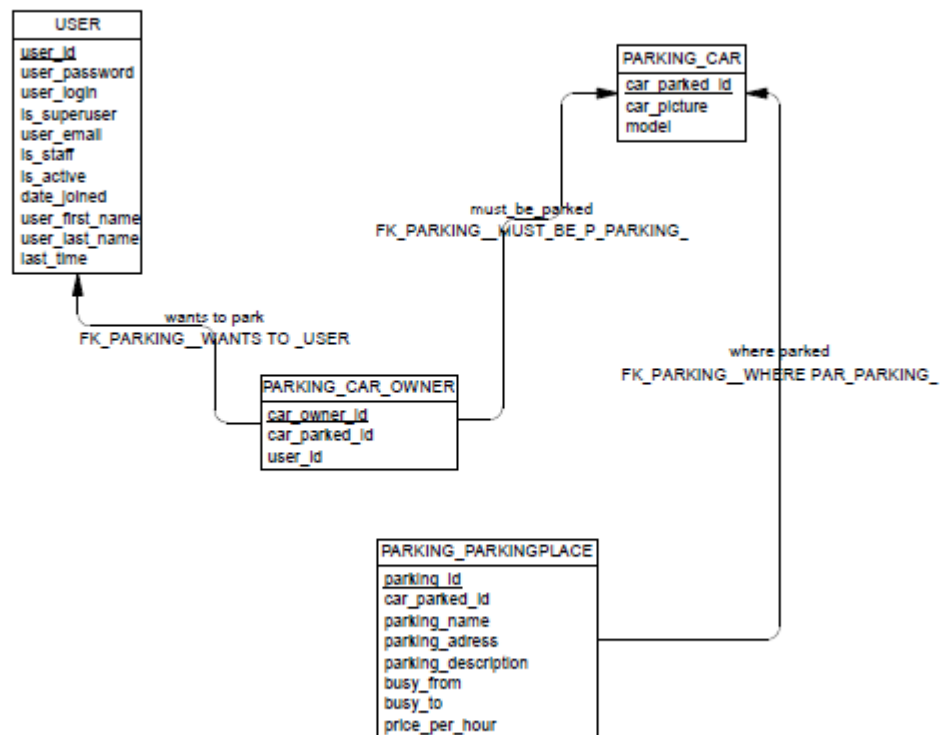 USER
user_id
user_password
user_login
is_superuser
user_email
is_staff
is_active
date_joined
user_first_name
user_last_name
last_time
PARKING_CAR
car_parked_id
car_picture
model
must_be_parked
FK_PARKING__MUST_BE_P_PARKING_
wants to park
FK_PARKING__WANTS TO _USER
where parked
FK_PARKING__WHERE PAR_PARKING_
PARKING_CAR_OWNER
car_owner_id
car_parked_id
user_id
PARKING_PARKINGPLACE
parking_id
car_parked_id
parking_name
parking_adress
parking_description
busy_from
busy_to
price_per_hour